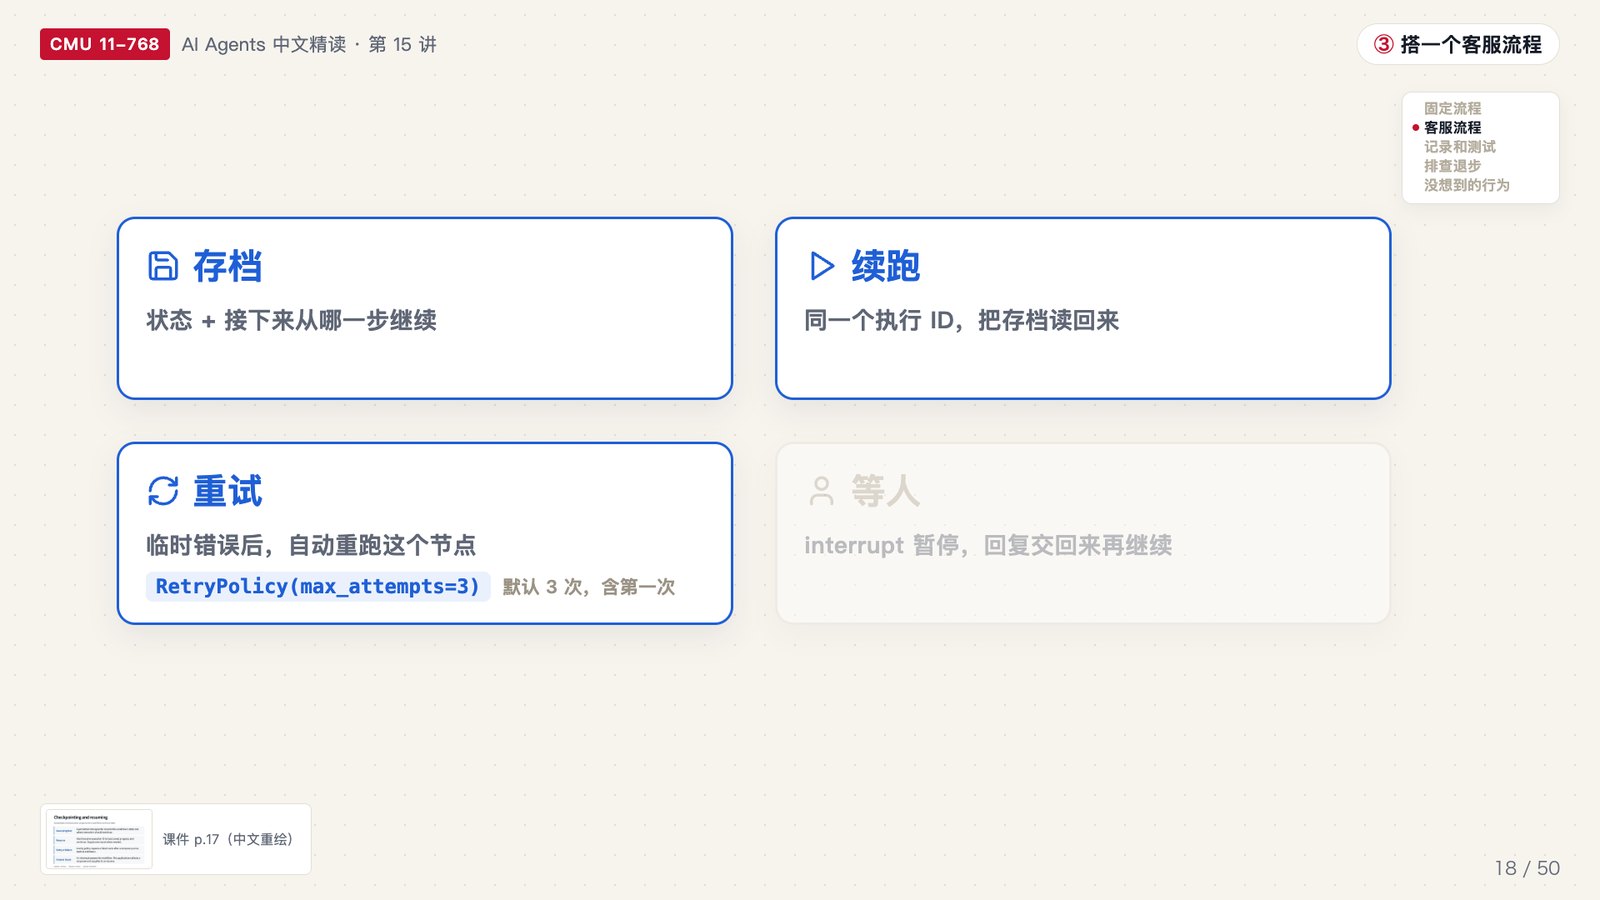 CMU 11-768 AI Agents 中文精读 · 第 15 讲
③ 搭一个客服流程
固定流程
客服流程
记录和测试
排查退步
没想到的行为
存档
状态 + 接下来从哪一步继续
续跑
同一个执行 ID，把存档读回来
重试
临时错误后，自动重跑这个节点
RetryPolicy(max_attempts=3) 默认 3 次，含第一次
等人
interrupt 暂停，回复交回来再继续
Checkpointing and resuming
课件 p.17（中文重绘）
18 / 50